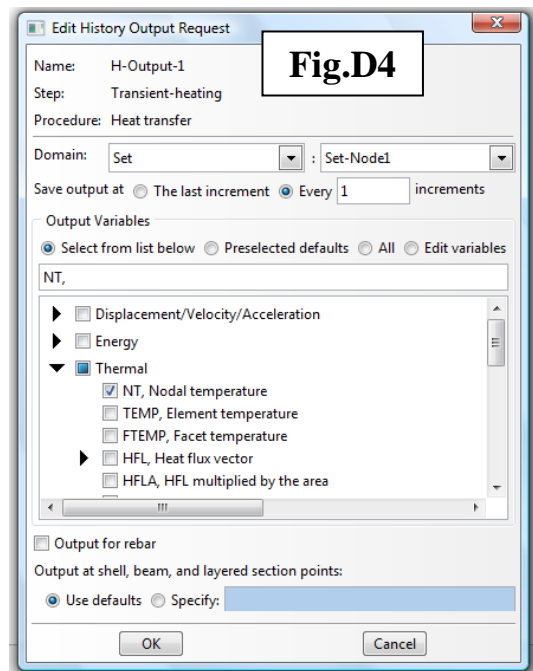 Edit History Output Request
Fig.D4
Name: H-Output-1
Step: Transient-heating
Procedure: Heat transfer
Domain: Set : Set-Node1
Save output at The last increment Every 1 increments
Output Variables
Select from list below Preselected defaults All Edit variables
NT,
Displacement/Velocity/Acceleration
Energy
Thermal
NT, Nodal temperature
TEMP, Element temperature
FTEMP, Facet temperature
HFL, Heat flux vector
HFLA, HFL multiplied by the area
Output for rebar
Output at shell, beam, and layered section points:
Use defaults Specify:
OK Cancel